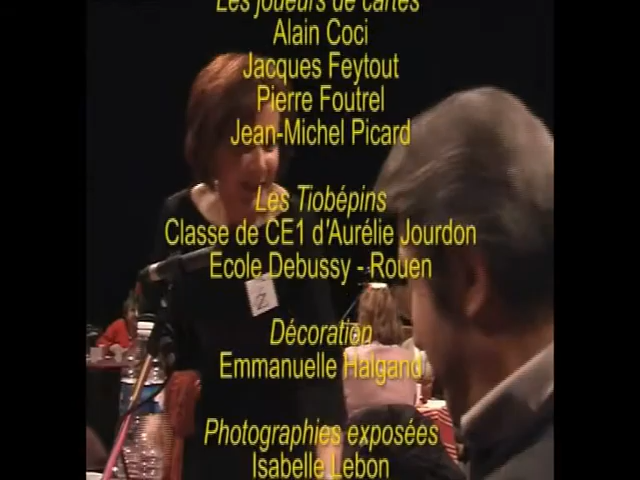 Les joueurs de cartes
Alain Coci
Jacques Feytout
Pierre Foutrel
Jean-Michel Picard
Les Tiobépins
Classe de CE1 d'Aurélie Jourdon
Ecole Debussy - Rouen
Décoration
Emmanuelle Halgand
Photographies exposées
Isabelle Lebon